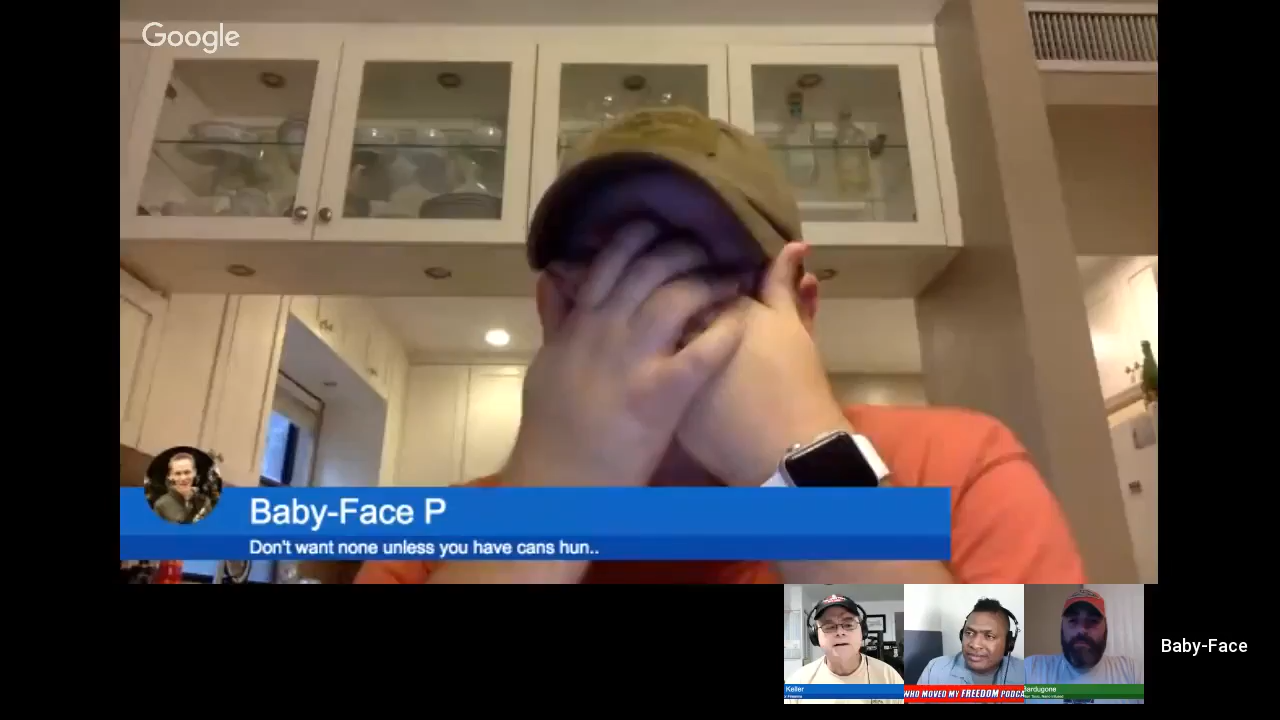 Google
Baby-Face P
Don't want none unless you have cans hun..
Baby-Face
Keller
WHO MOVED MY FREEDOM PODCA
Bardugone